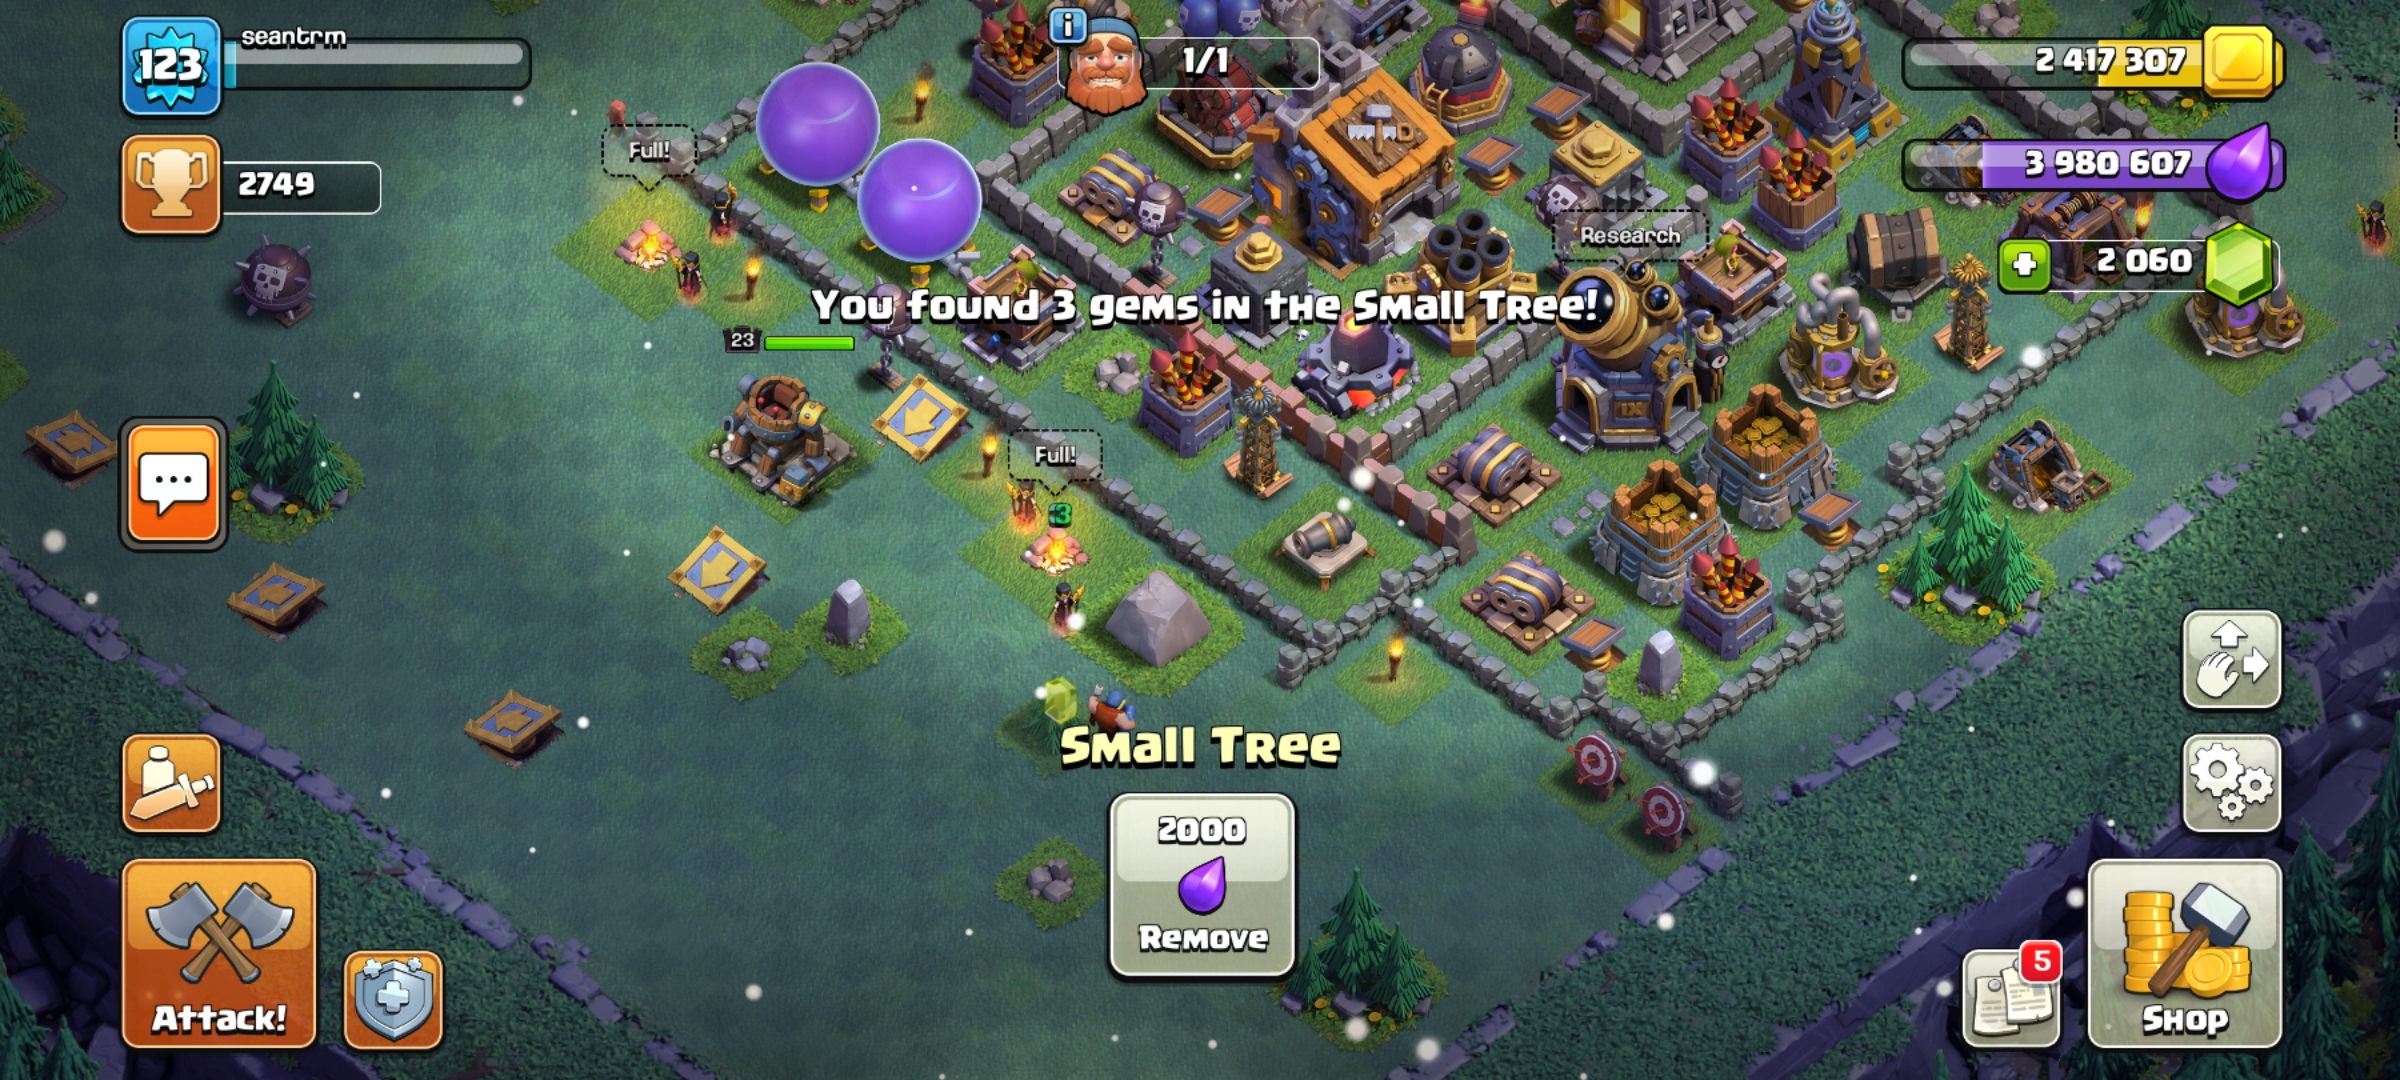 123
seantrm
1/1
2 417 307
2749
Full!
3 980 607
Research
2 060
You found 3 gems in the Small Tree!
23
Full!
3
IX
Small Tree
2000
Remove
Attack!
5
Shop